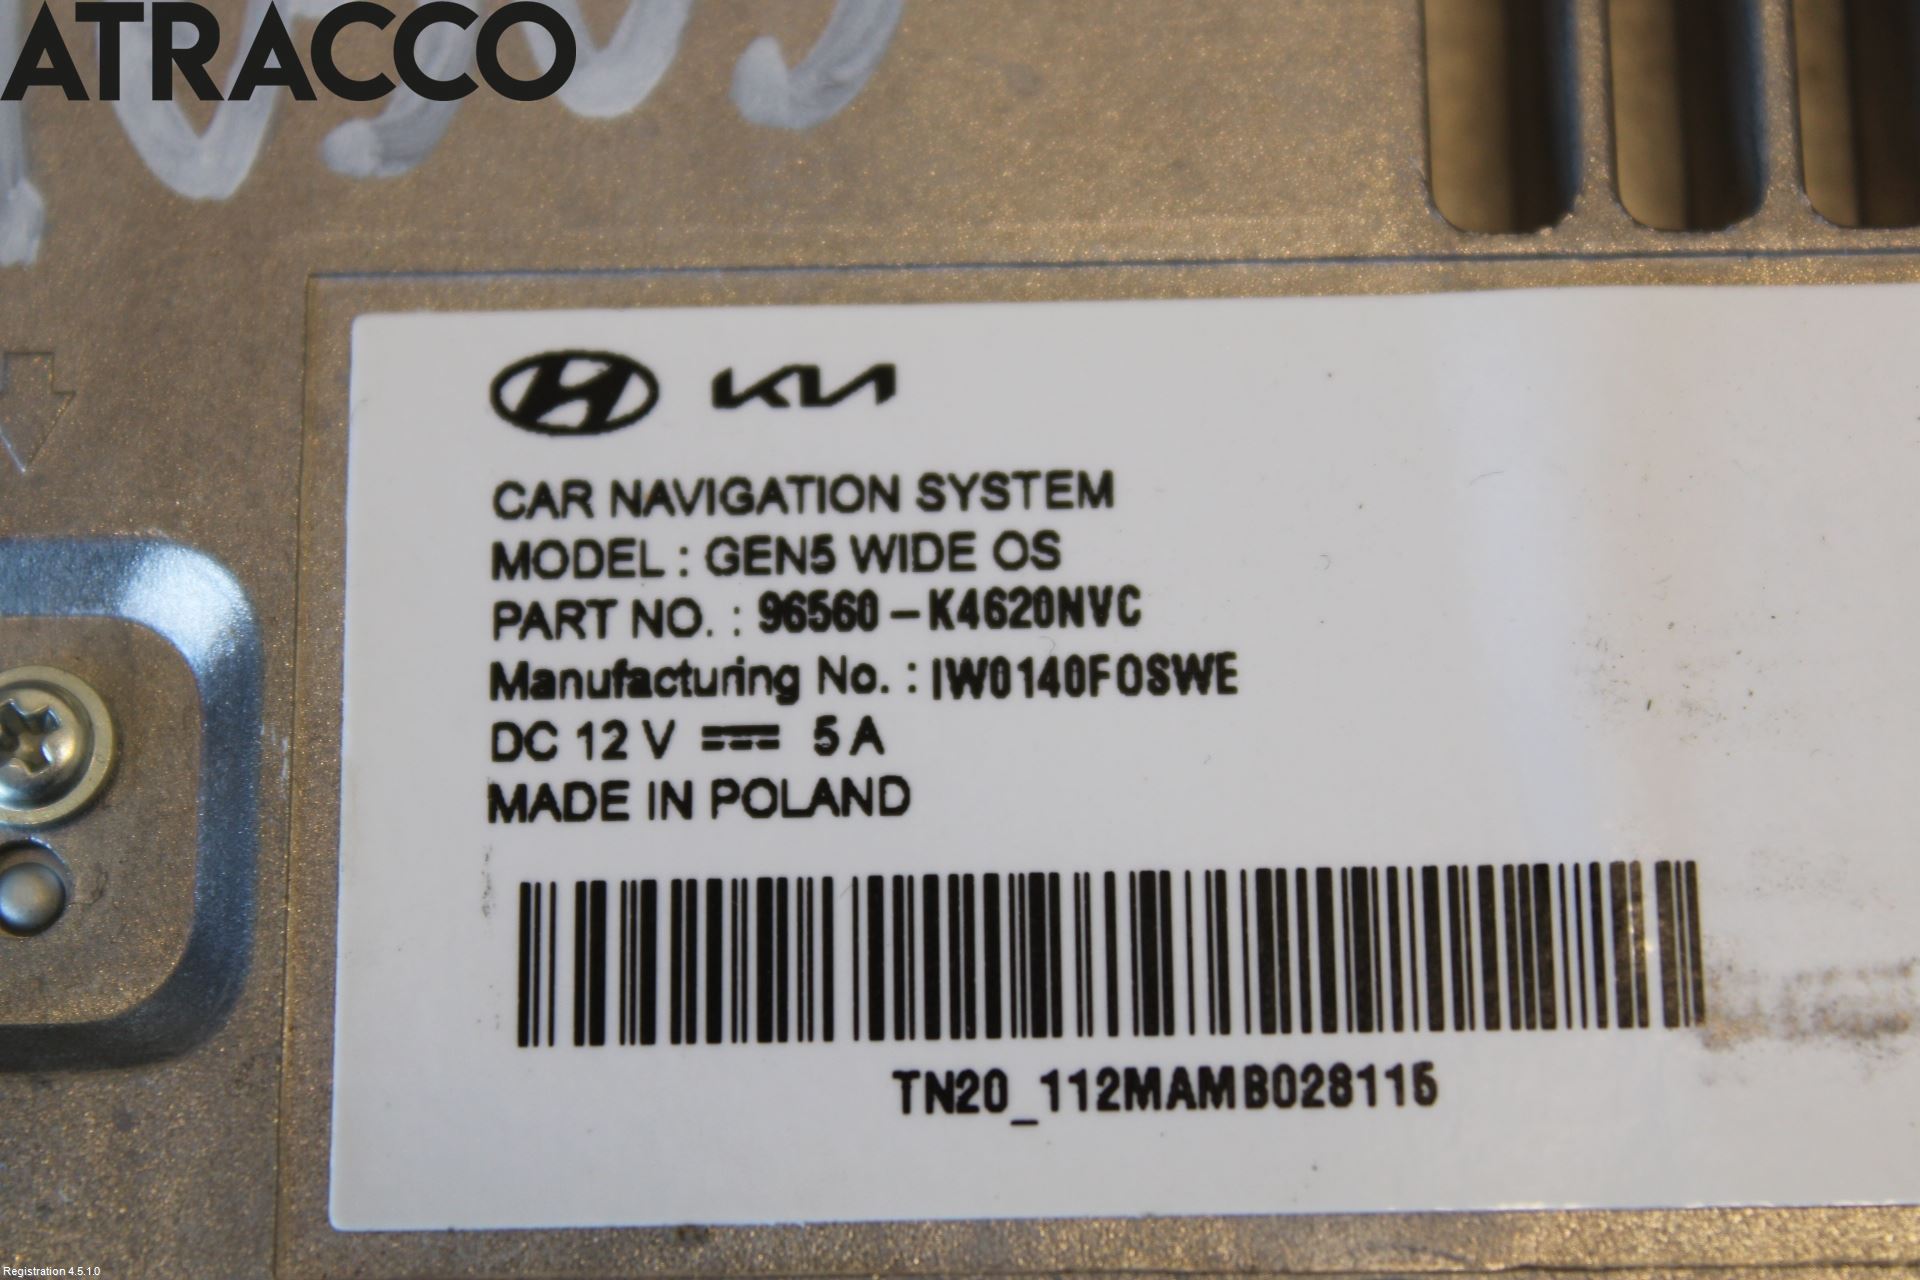 ATRACCO
KIA
CAR NAVIGATION SYSTEM
MODEL : GEN5 WIDE OS
PART NO. : 96560-K4620NVC
Manufacturing No. : IW0140FOSWE
DC 12 V ⎓ 5 A
MADE IN POLAND
TN20_112MAMB028115
Registration 4.5.1.0